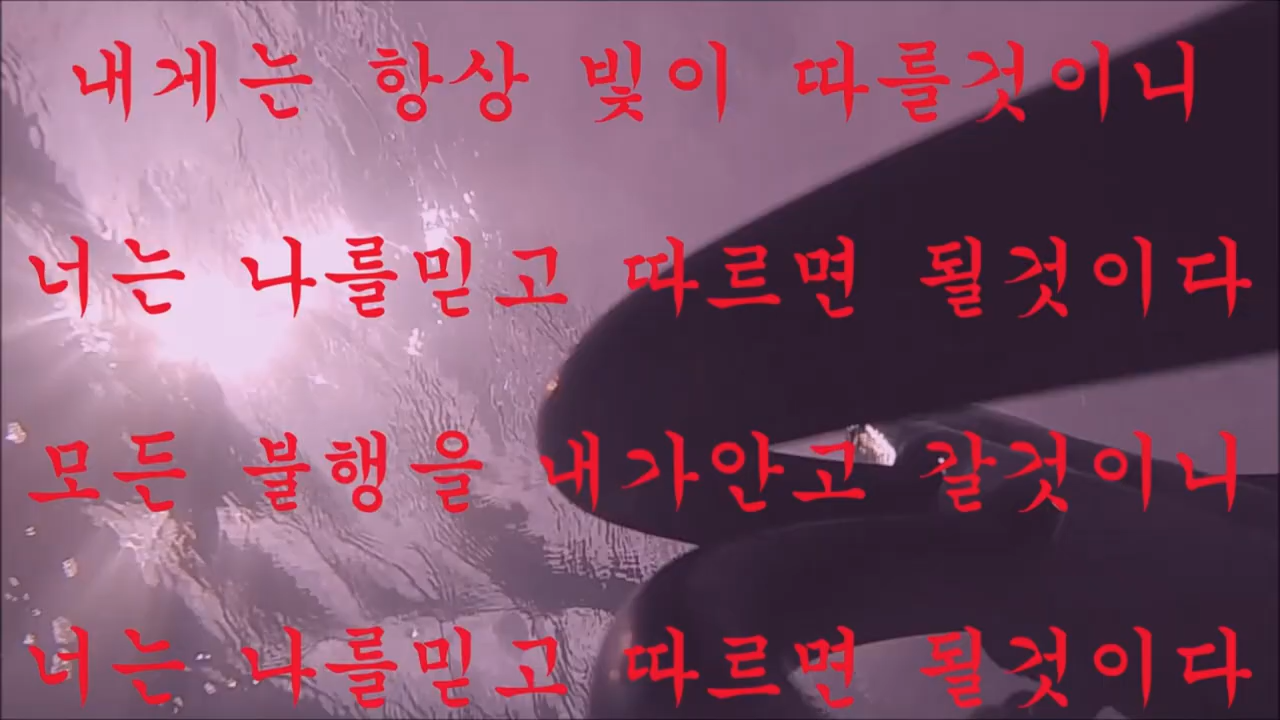 내게는 항상 빛이 따를것이니
너는 나를믿고 따르면 될것이다
모든 불행을 내가안고 갈것이니
너는 나를믿고 따르면 될것이다